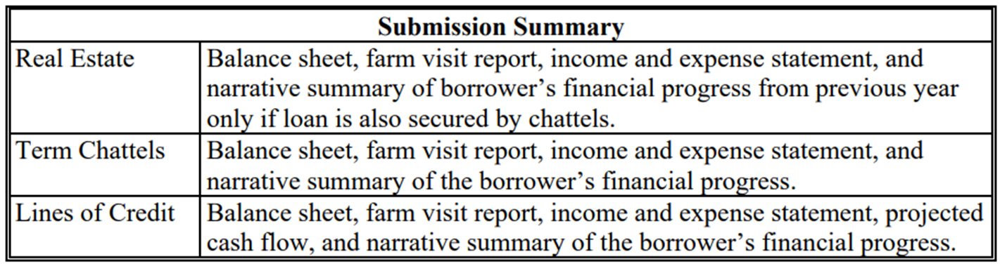 Submission Summary
Real Estate
Balance sheet, farm visit report, income and expense statement, and
narrative summary of borrower’s financial progress from previous year
only if loan is also secured by chattels.
Term Chattels
Balance sheet, farm visit report, income and expense statement, and
narrative summary of the borrower’s financial progress.
Lines of Credit
Balance sheet, farm visit report, income and expense statement, projected
cash flow, and narrative summary of the borrower’s financial progress.